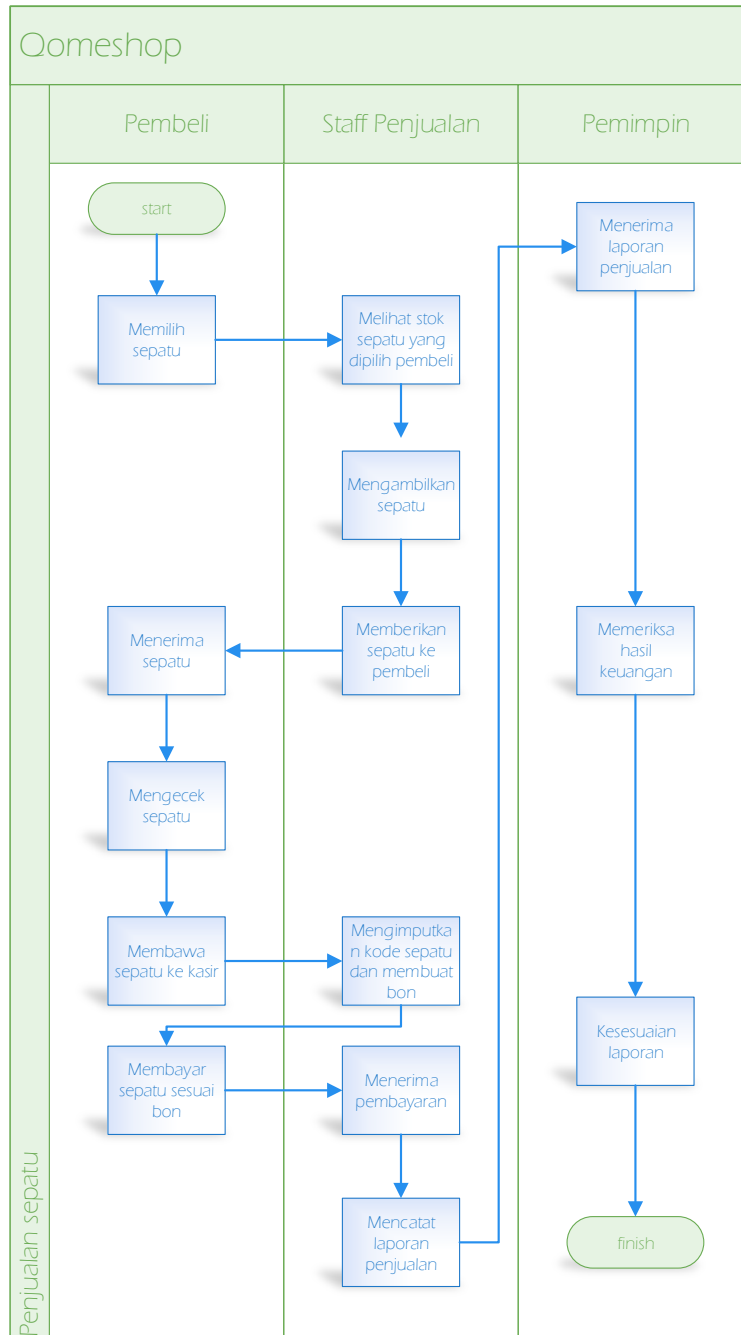 Qomeshop
Penjualan sepatu
Pembeli
Staff Penjualan
Pemimpin
start
Memilih
sepatu
Melihat stok
sepatu yang
dipilih pembeli
Mengambilkan
sepatu
Memberikan
sepatu ke
pembeli
Menerima
sepatu
Mengecek
sepatu
Membawa
sepatu ke kasir
Mengimputka
n kode sepatu
dan membuat
bon
Membayar
sepatu sesuai
bon
Menerima
pembayaran
Mencatat
laporan
penjualan
Menerima
laporan
penjualan
Memeriksa
hasil
keuangan
Kesesuaian
laporan
finish